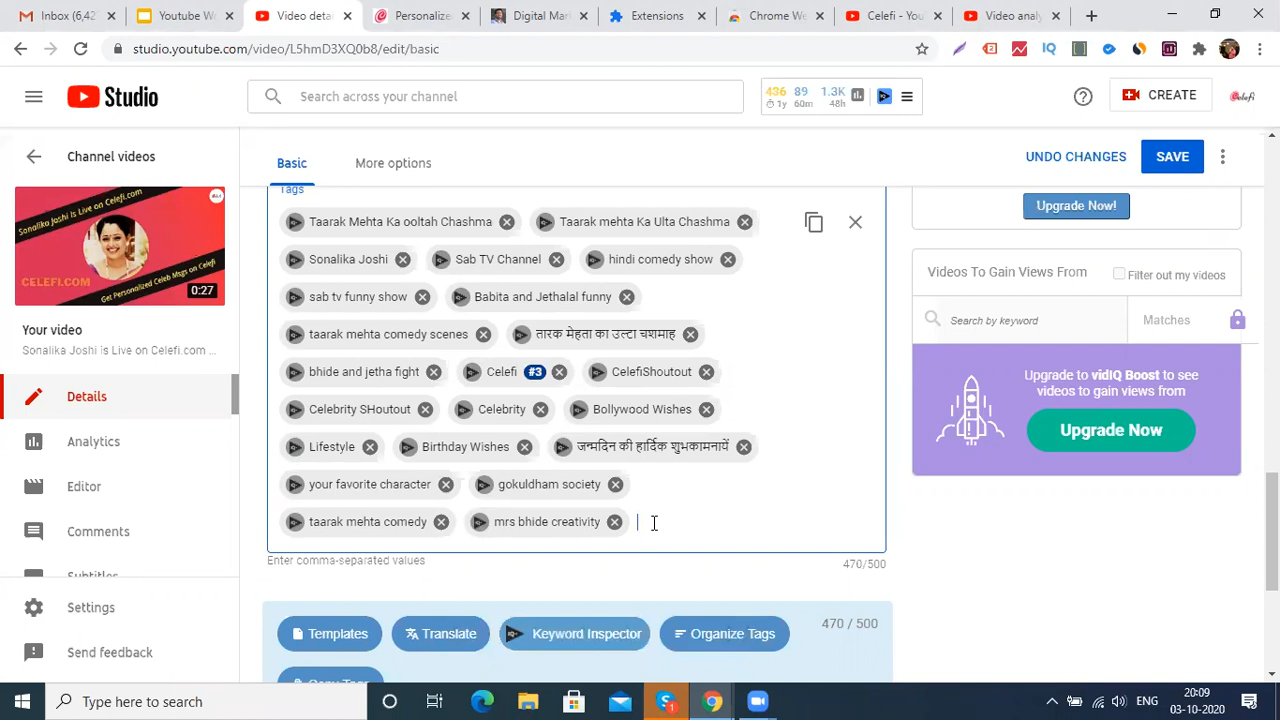 Inbox (6,42
Youtube W
Video deta
Personalize
Digital Ma
Extensions
Chrome We
Celefi - You
Video analy
studio.youtube.com/video/L5hmD3XQ0b8/edit/basic
Studio
Search across your channel
436 89 1.3K
1y 60m 48h
CREATE
Channel videos
Basic
More options
UNDO CHANGES
SAVE
Sonalika Joshi is Live on Celefi.com
CELEFI.COM
Get Personalized Celeb Msgs on Celefi
0:27
Your video
Sonalika Joshi is Live on Celefi.com ...
Details
Analytics
Editor
Comments
Subtitles
Settings
Send feedback
Tags
Taarak Mehta Ka Ooltah Chashma
Taarak mehta Ka Ulta Chashma
Sonalika Joshi
Sab TV Channel
hindi comedy show
sab tv funny show
Babita and Jethalal funny
taarak mehta comedy scenes
तारक मेहता का उल्टा चशमाह
bhide and jetha fight
Celefi #3
CelefiShoutout
Celebrity SHoutout
Celebrity
Bollywood Wishes
Lifestyle
Birthday Wishes
जन्मदिन की हार्दिक शुभकामनायें
your favorite character
gokuldham society
taarak mehta comedy
mrs bhide creativity
Enter comma-separated values
470/500
Templates
Translate
Keyword Inspector
Organize Tags
470 / 500
Copy Tags
Upgrade Now!
Videos To Gain Views From
Filter out my videos
Search by keyword
Matches
Upgrade to vidIQ Boost to see
videos to gain views from
Upgrade Now
Type here to search
20:09
03-10-2020